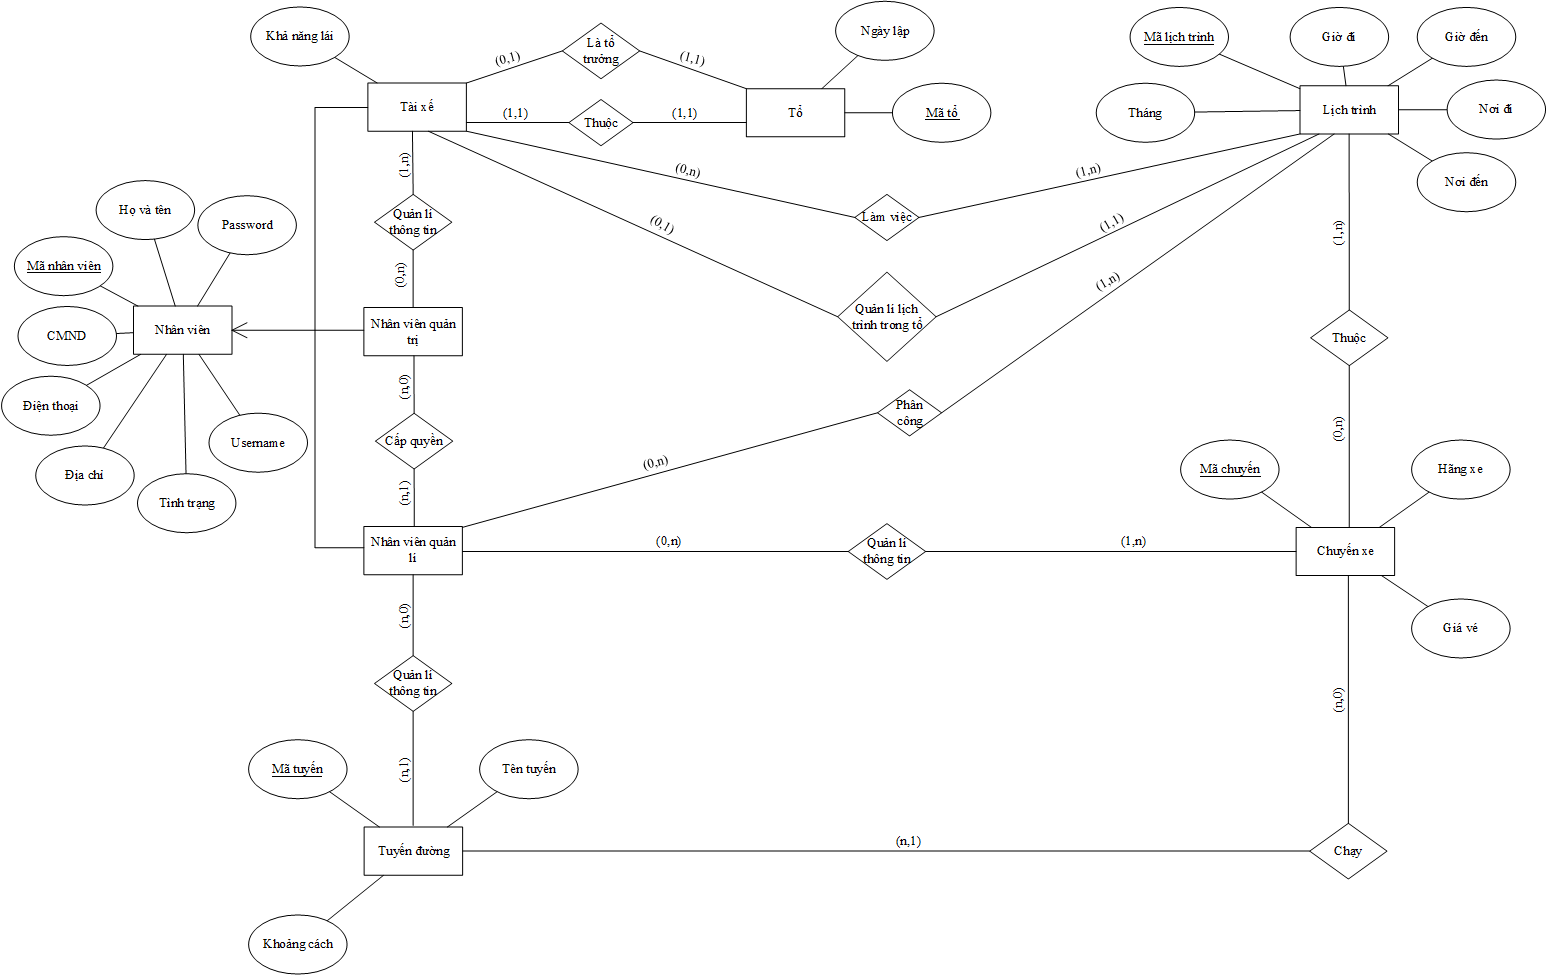 Khả năng lái
Là tổ
trưởng
Ngày lập
Mã lịch trình
Giờ đi
Giờ đến
(0,1)
(1,1)
Tài xế
(1,1)
Thuộc
(1,1)
Tổ
Mã tổ
Tháng
Lịch trình
Nơi đi
(1,n)
(0,n)
(1,n)
Nơi đến
Họ và tên
Password
Quản lí
thông tin
(0,1)
Làm việc
(1,1)
(1,n)
Mã nhân viên
(0,n)
(1,n)
Nhân viên
CMND
Nhân viên quản
trị
Quản lí lịch
trình trong tổ
Thuộc
(n,0)
Điện thoại
Phân
công
Username
Cấp quyền
(0,n)
Địa chỉ
(0,n)
Mã chuyến
Hãng xe
Tình trạng
(n,1)
Nhân viên quản
lí
(0,n)
Quản lí
thông tin
(1,n)
Chuyến xe
(n,0)
Giá vé
Quản lí
thông tin
(n,0)
Mã tuyến
Tên tuyến
(n,1)
Tuyến đường
(n,1)
Chạy
Khoảng cách